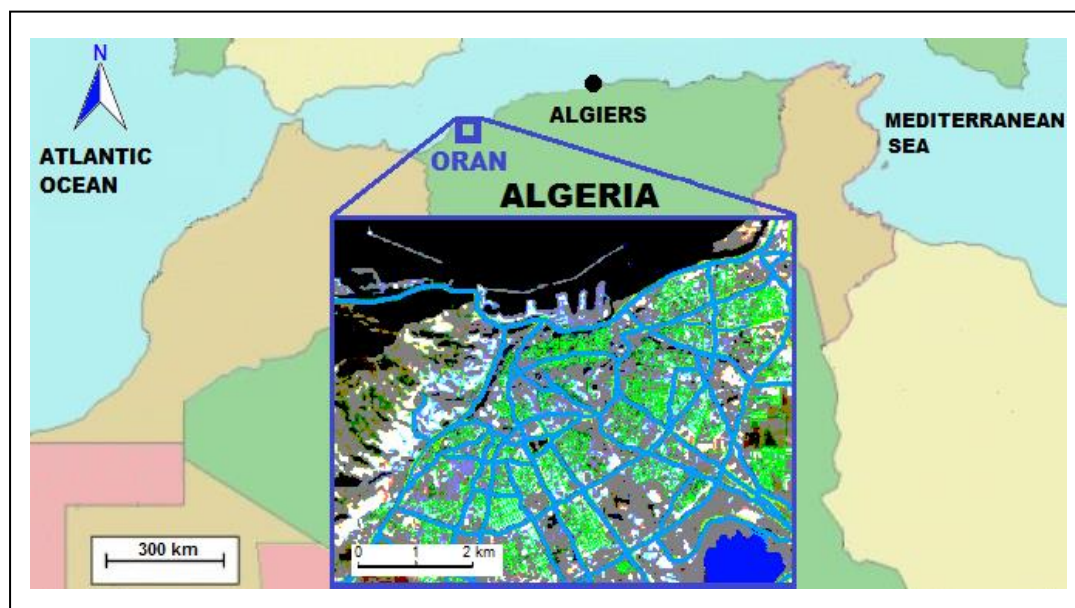 N
ATLANTIC
OCEAN
ALGIERS
MEDITERRANEAN
SEA
ORAN
ALGERIA
300 km
0 1 2 km